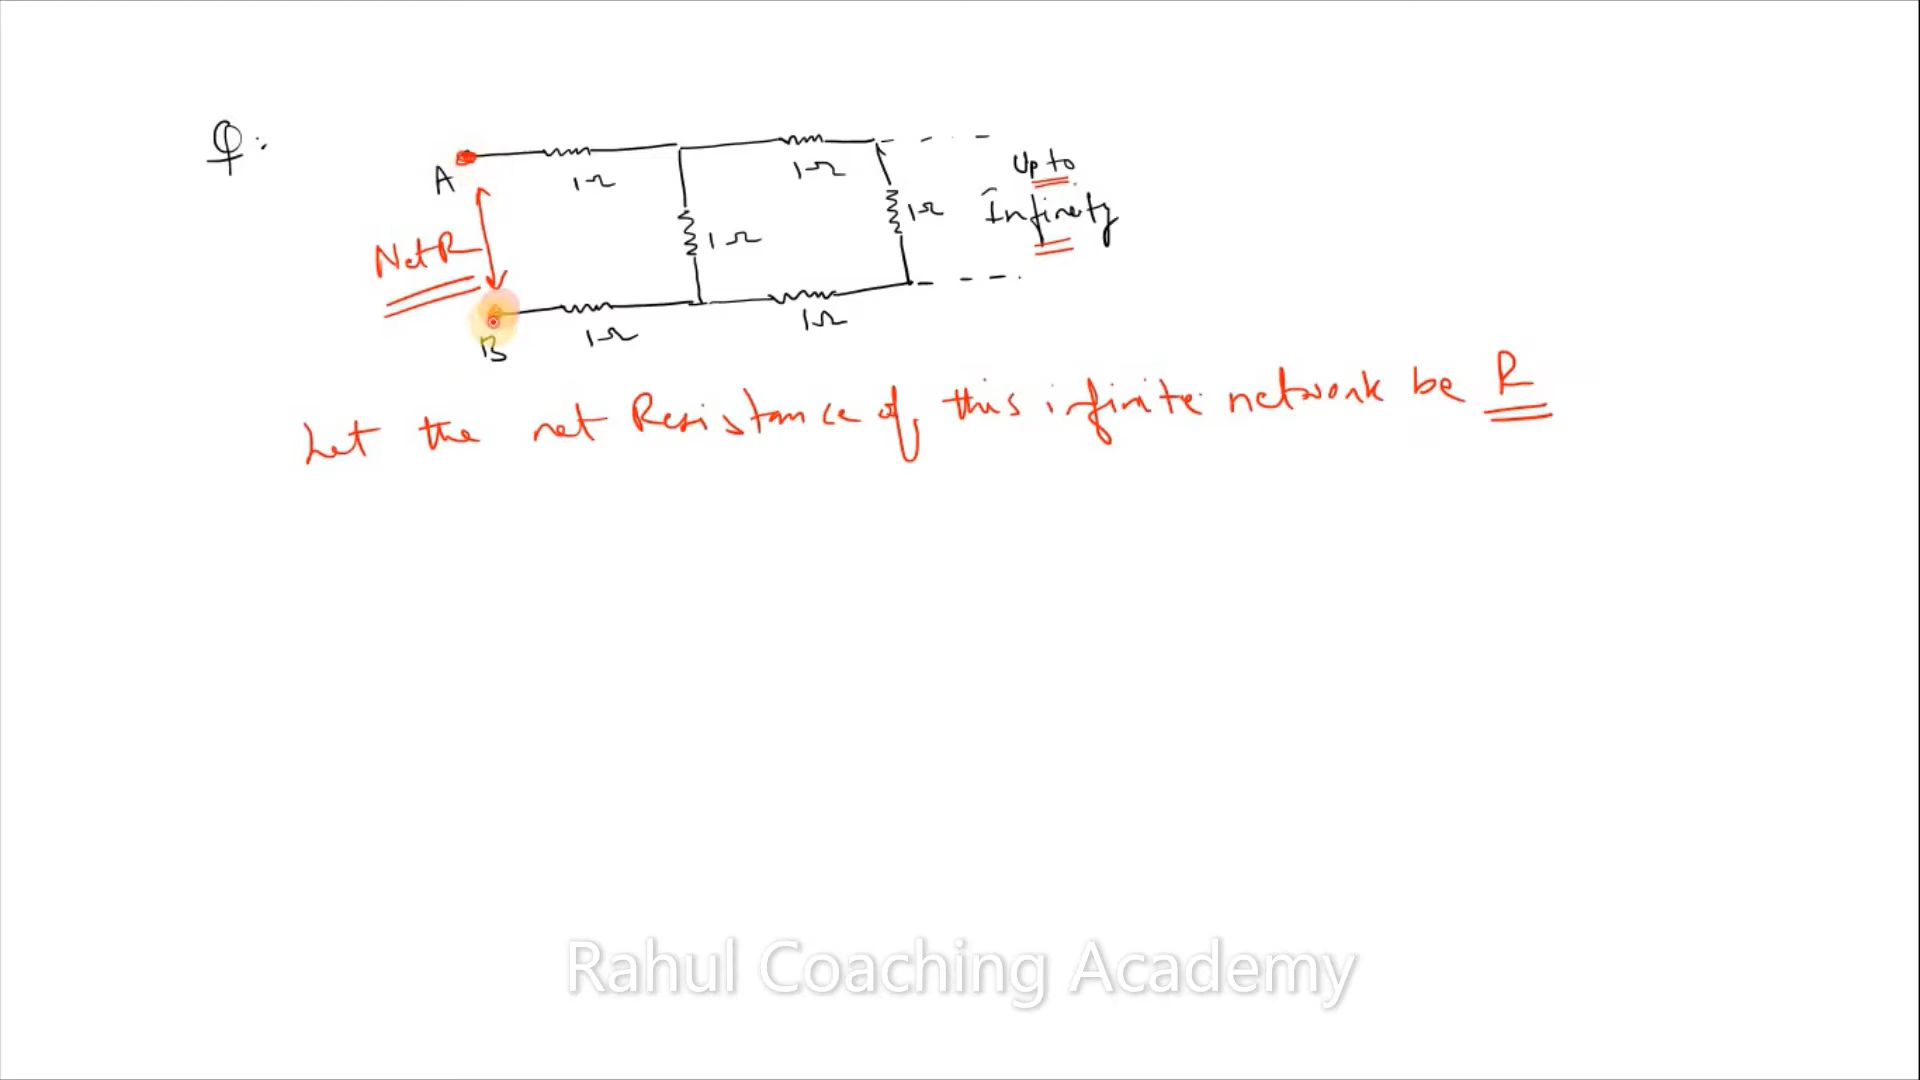 Q:
A
1Ω
1Ω
Up to
1Ω
Infinity
Net R
1Ω
B
1Ω
1Ω
Let the net Resistance of this infinite network be R
Rahul Coaching Academy